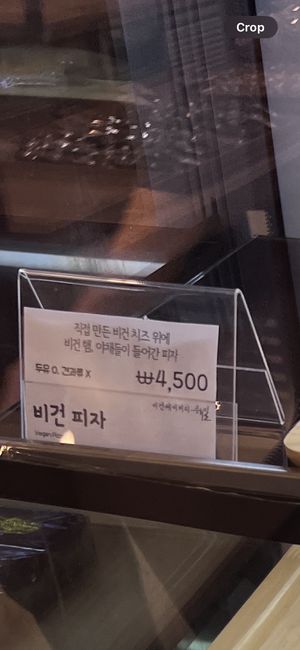 Crop
직접 만든 비건 치즈 위에
비건 햄, 야채들이 들어간 피자
두유 O, 견과류 X
₩4,500
비건 피자